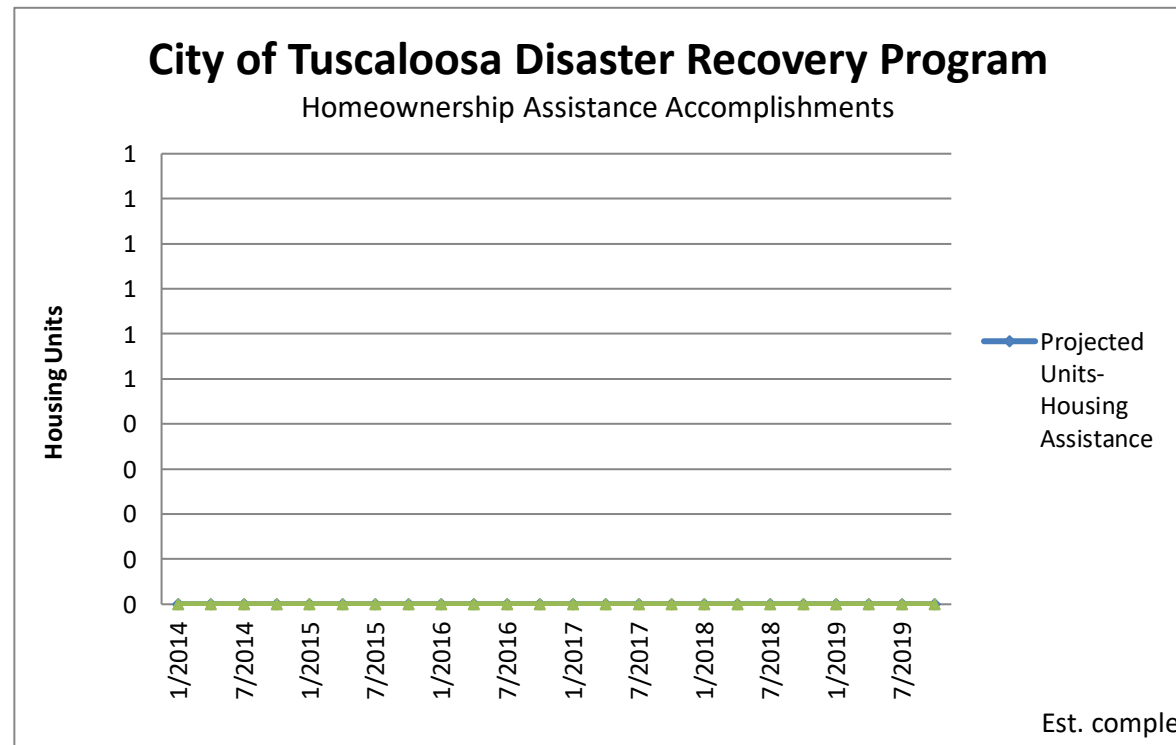 City of Tuscaloosa Disaster Recovery Program
Homeownership Assistance Accomplishments
Housing Units
1
1
1
1
1
1
0
0
0
0
0
1/2014
7/2014
1/2015
7/2015
1/2016
7/2016
1/2017
7/2017
1/2018
7/2018
1/2019
7/2019
Projected
Units-
Housing
Assistance
Est. comple